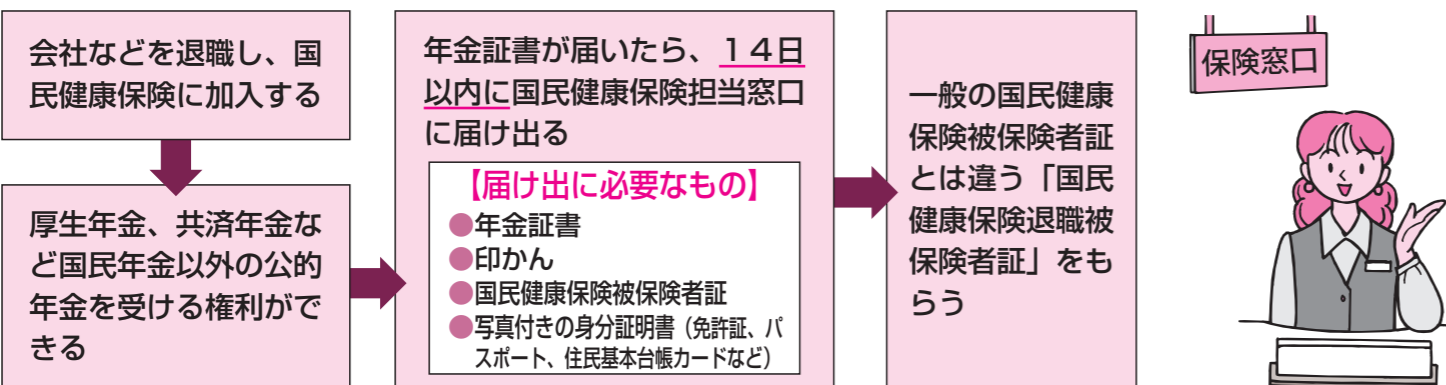 会社などを退職し、国
民健康保険に加入する
厚生年金、共済年金な
ど国民年金以外の公的
年金を受ける権利がで
きる
年金証書が届いたら、１４日
以内に国民健康保険担当窓口
に届け出る
【届け出に必要なもの】
●年金証書
●印かん
●国民健康保険被保険者証
●写真付きの身分証明書（免許証、パ
スポート、住民基本台帳カードなど）
一般の国民健康
保険被保険者証
とは違う「国民
健康保険退職被
保険者証」をも
らう
保険窓口